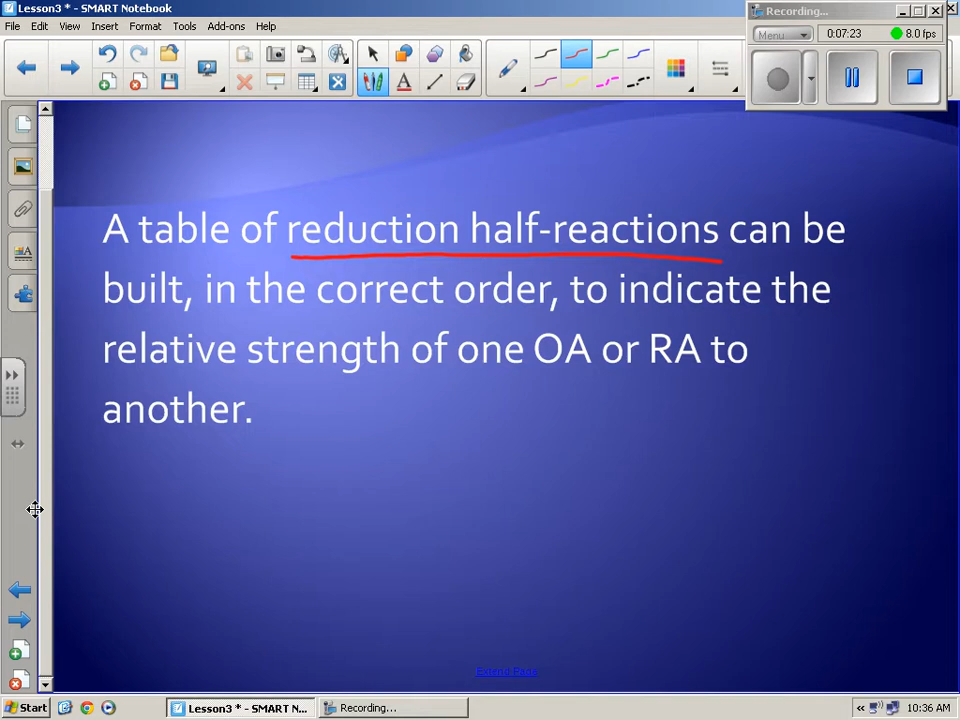 Lesson3 * - SMART Notebook
Recording...
File Edit View Insert Format Tools Add-ons Help
Menu
0:07:23
8.0 fps
A table of reduction half-reactions can be
built, in the correct order, to indicate the
relative strength of one OA or RA to
another.
Extend Page
Start
Lesson3 * - SMART N...
Recording...
10:36 AM